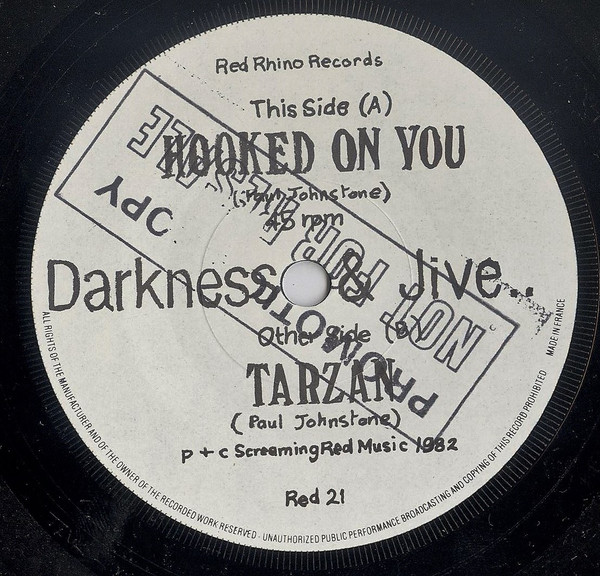 Red Rhino Records
This Side (A)
HOOKED ON YOU
(Paul Johnstone)
45 rpm
Darkness & Jive..
Other Side (B)
TARZAN
(Paul Johnstone)
p + c Screaming Red Music 1982
Red 21
ALL RIGHTS OF THE MANUFACTURER AND OF THE OWNER OF THE RECORDED WORK RESERVED - UNAUTHORIZED PUBLIC PERFORMANCE BROADCASTING AND COPYING OF THIS RECORD PROHIBITED
MADE IN FRANCE
NOT FOR
COPY